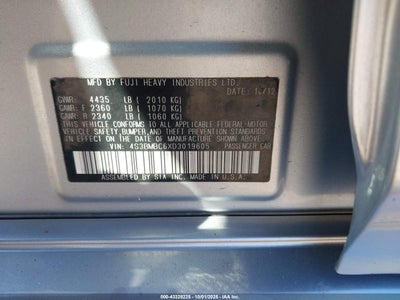 MFD BY FUJI HEAVY INDUSTRIES LTD.
DATE: 1 /12
GVWR: 4435 LB ( 2010 KG)
GAWR: F 2360 LB ( 1070 KG)
GAWR: R 2340 LB ( 1060 KG)
THIS VEHICLE CONFORMS TO ALL APPLICABLE FEDERAL MOTOR
VEHICLE SAFETY, BUMPER, AND THEFT PREVENTION STANDARDS
IN EFFECT ON THE DATE OF MANUFACTURE SHOWN ABOVE.
VIN: 4S3BMBC6XD3019605 PASSENGER CAR
ASSEMBLED BY SIA INC. MADE IN U.S.A.
000-43328225 - 10/01/2025 - IAAI.COM